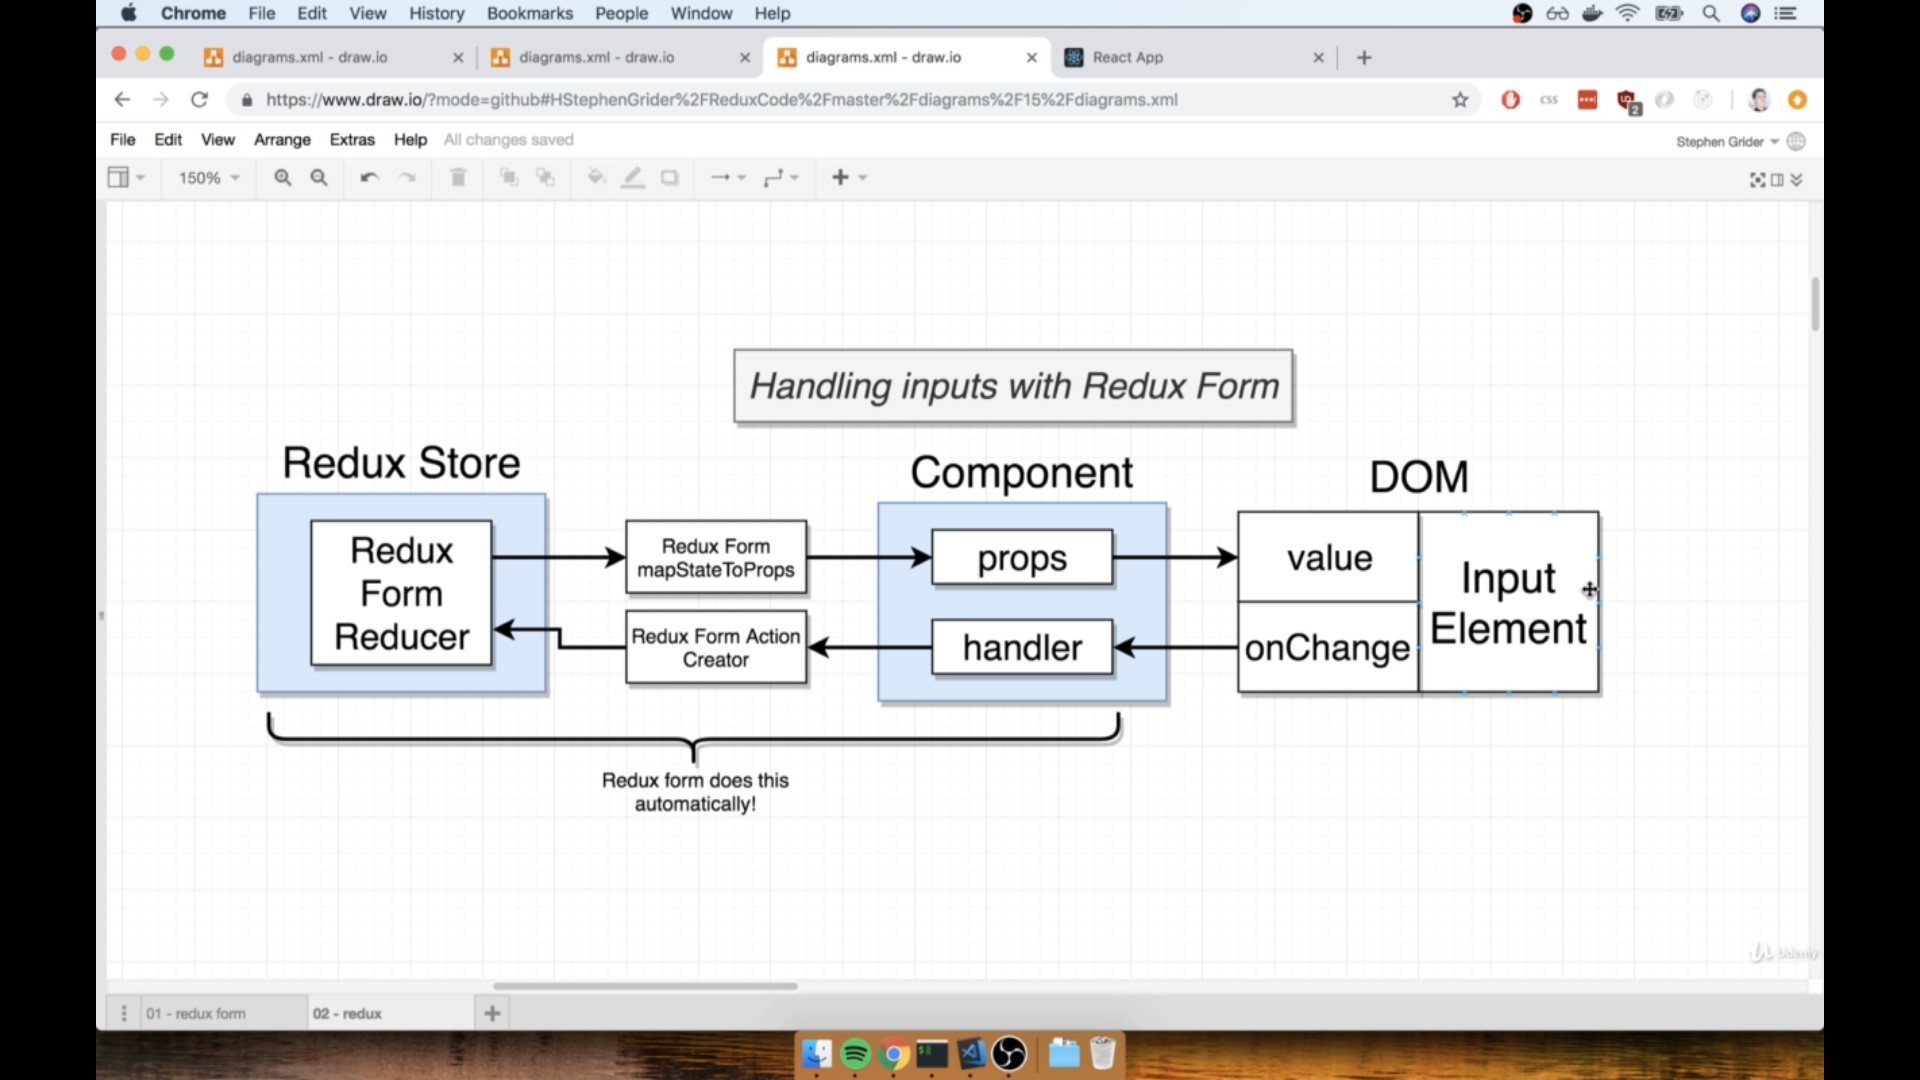 Chrome File Edit View History Bookmarks People Window Help
diagrams.xml - draw.io
diagrams.xml - draw.io
diagrams.xml - draw.io
React App
https://www.draw.io/?mode=github#HStephenGrider%2FReduxCode%2Fmaster%2Fdiagrams%2F15%2Fdiagrams.xml
CSS
2
File Edit View Arrange Extras Help All changes saved
Stephen Grider
150%
Handling inputs with Redux Form
Redux Store
Component
DOM
Redux
Form
Reducer
Redux Form
mapStateToProps
Redux Form Action
Creator
props
handler
value
onChange
Input
Element
Redux form does this
automatically!
Udemy
01 - redux form
02 - redux